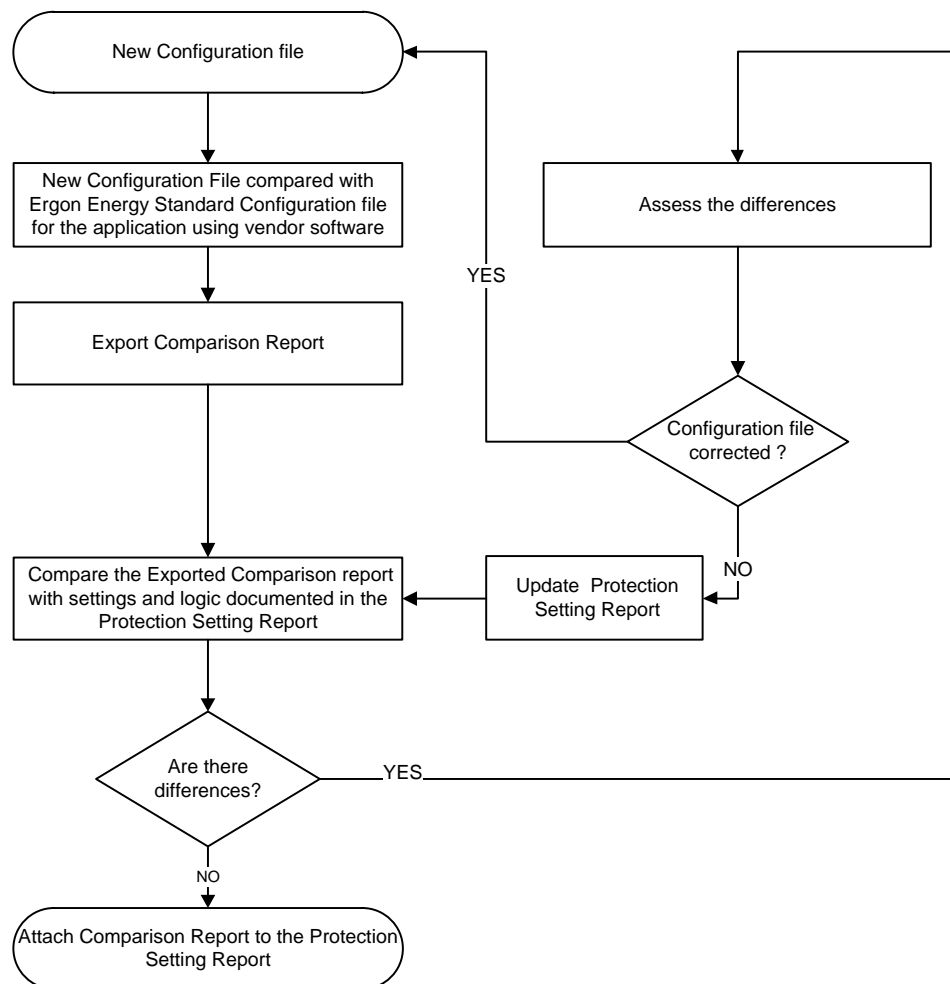 New Configuration file
New Configuration File compared with
Ergon Energy Standard Configuration file
for the application using vendor software
Export Comparison Report
Compare the Exported Comparison report
with settings and logic documented in the
Protection Setting Report
Are there
differences?
NO
Attach Comparison Report to the Protection
Setting Report
YES
Assess the differences
Configuration file
corrected ?
YES
NO
Update Protection
Setting Report